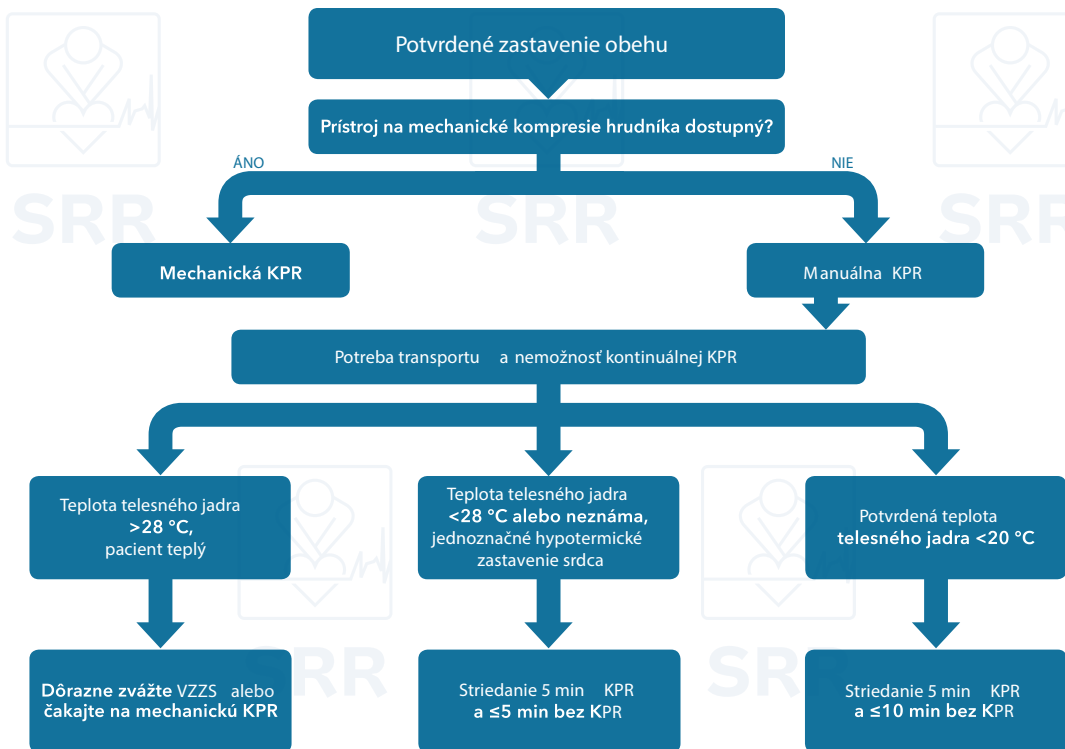 Potvrdené zastavenie obehu
Prístroj na mechanické kompresie hrudníka dostupný?
ÁNO
NIE
SRR
SRR
SRR
Mechanická KPR
Manuálna KPR
Potreba transportu a nemožnosť kontinuálnej KPR
Teplota telesného jadra
>28 °C,
pacient teplý
Teplota telesného jadra
<28 °C alebo neznáma,
jednoznačné hypotermické
zastavenie srdca
Potvrdená teplota
telesného jadra <20 °C
SRR
SRR
Dôrazne zvážte VZZS alebo
čakajte na mechanickú KPR
Striedanie 5 min KPR
a ≤5 min bez KPR
Striedanie 5 min KPR
a ≤10 min bez KPR